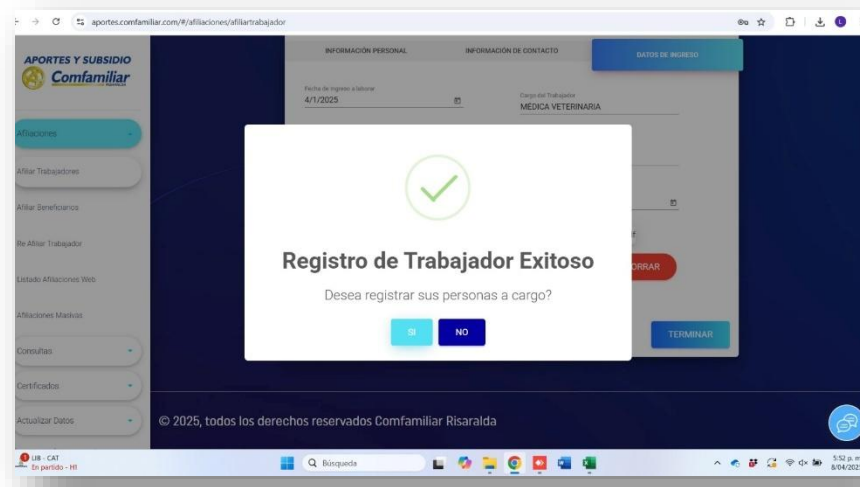 aportes.comfamiliar.com/#/afiliaciones/afiliartrabajador
APORTES Y SUBSIDIO
Comfamiliar
INFORMACIÓN PERSONAL
INFORMACIÓN DE CONTACTO
DATOS DE INGRESO
Fecha de Ingreso a laborar
4/1/2025
Cargo del Trabajador
MEDICA VETERINARIA
Afiliaciones
Afiliar Trabajadores
Afiliar Beneficiarios
Re Afiliar Trabajador
Listado Afiliaciones Web
Afiliaciones Masivas
Consultas
Certificados
Actualizar Datos
Registro de Trabajador Exitoso
Desea registrar sus personas a cargo?
SI
NO
ORRAR
TERMINAR
© 2025, todos los derechos reservados Comfamiliar Risaralda
LIB - CAT
En partido - H1
Búsqueda
5:52 p. m.
8/04/2025